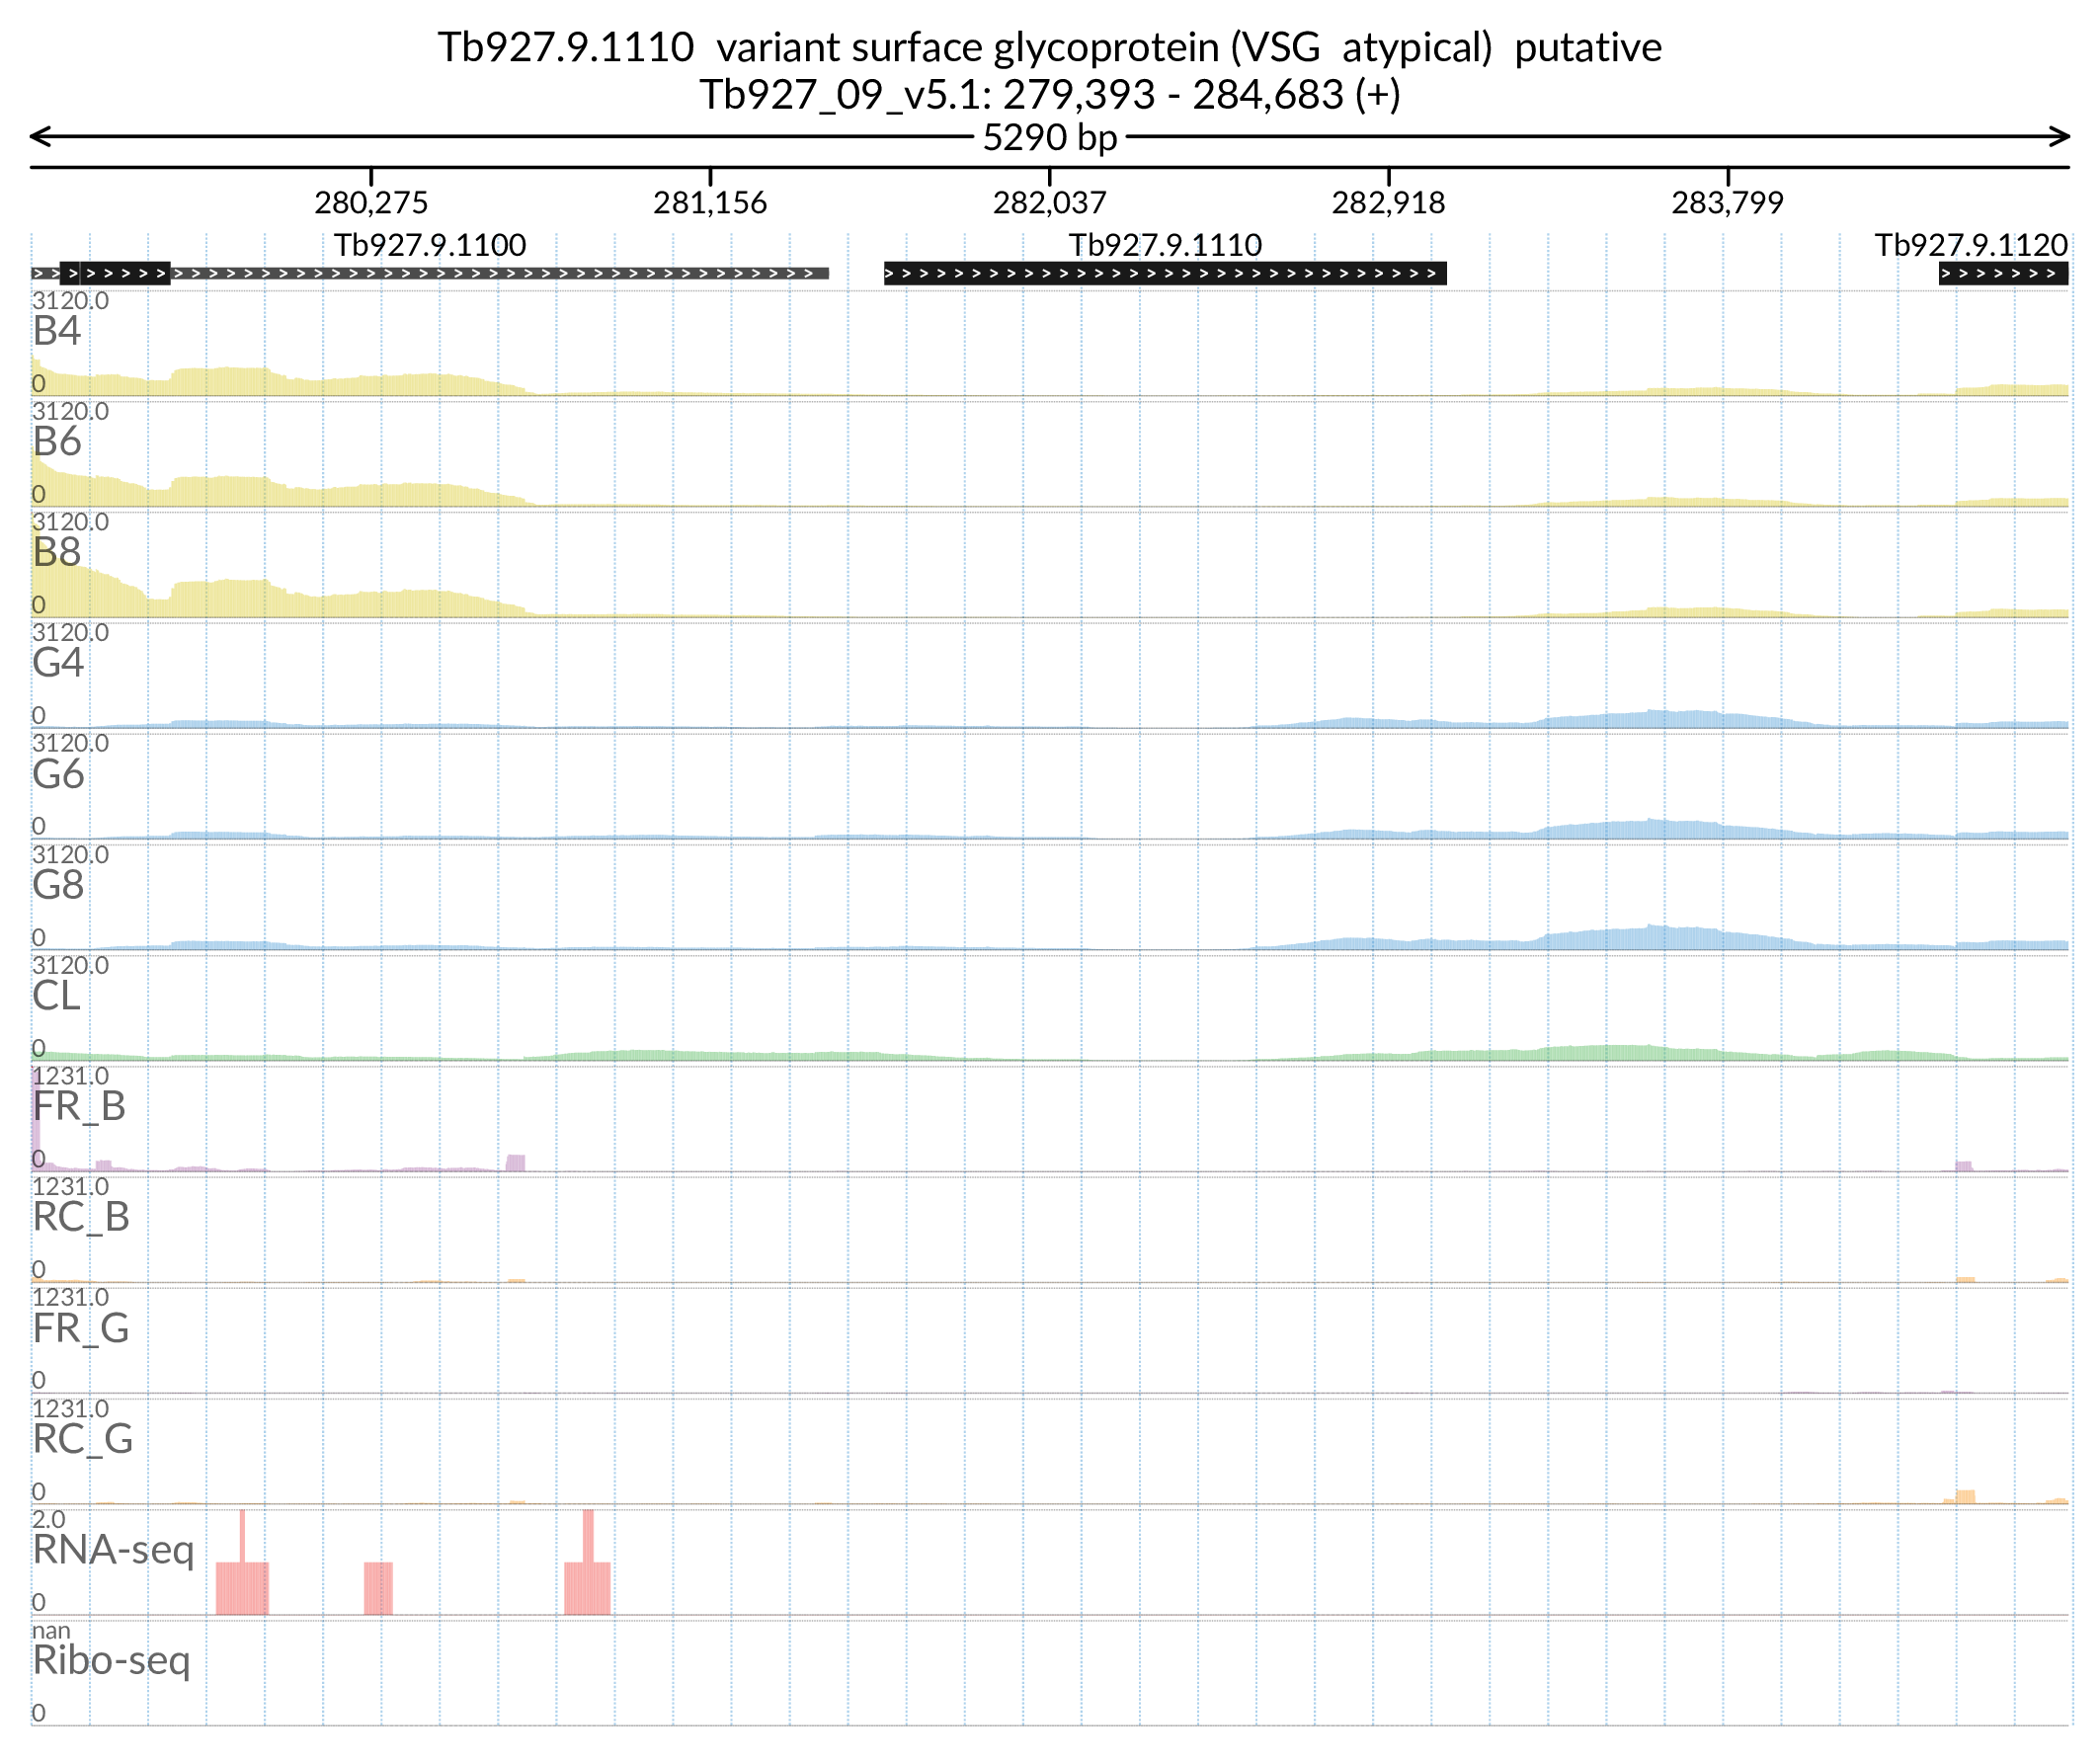 Tb927.9.1110  variant surface glycoprotein (VSG  atypical)  putative
Tb927_09_v5.1: 279,393 - 284,683 (+)
5290 bp
280,275 281,156 282,037 282,918 283,799
Tb927.9.1100 Tb927.9.1110 Tb927.9.1120
3120.0
B4
0
3120.0
B6
0
3120.0
B8
0
3120.0
G4
0
3120.0
G6
0
3120.0
G8
0
3120.0
CL
0
1231.0
FR_B
0
1231.0
RC_B
0
1231.0
FR_G
0
1231.0
RC_G
0
2.0
RNA-seq
0
nan
Ribo-seq
0